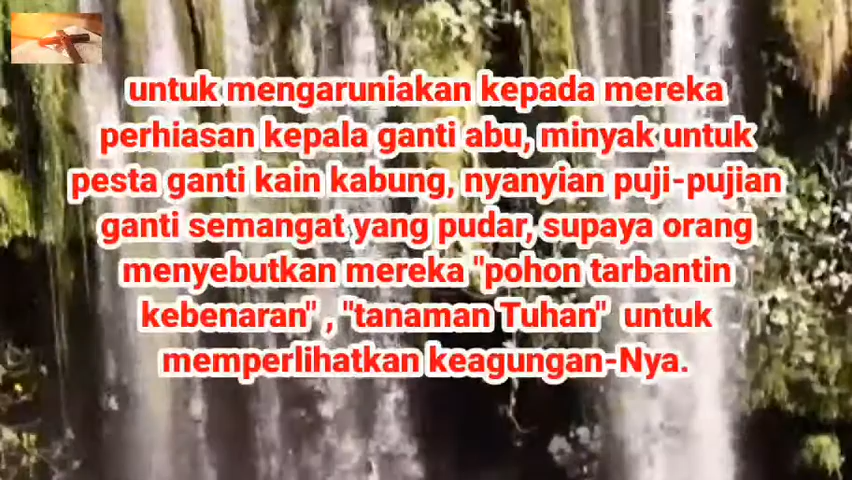 untuk mengaruniakan kepada mereka
perhiasan kepala ganti abu, minyak untuk
pesta ganti kain kabung, nyanyian puji-pujian
ganti semangat yang pudar, supaya orang
menyebutkan mereka "pohon tarbantin
kebenaran" , "tanaman Tuhan" untuk
memperlihatkan keagungan-Nya.